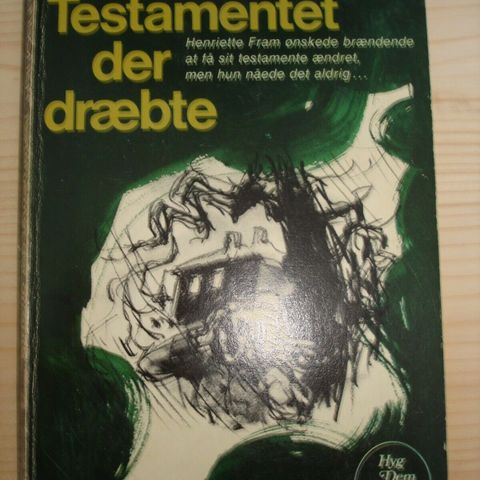 Testamentet
der
dræbte
Henriette Fram ønskede brændende
at få sit testamente ændret,
men hun nåede det aldrig...
Hyg
Dem